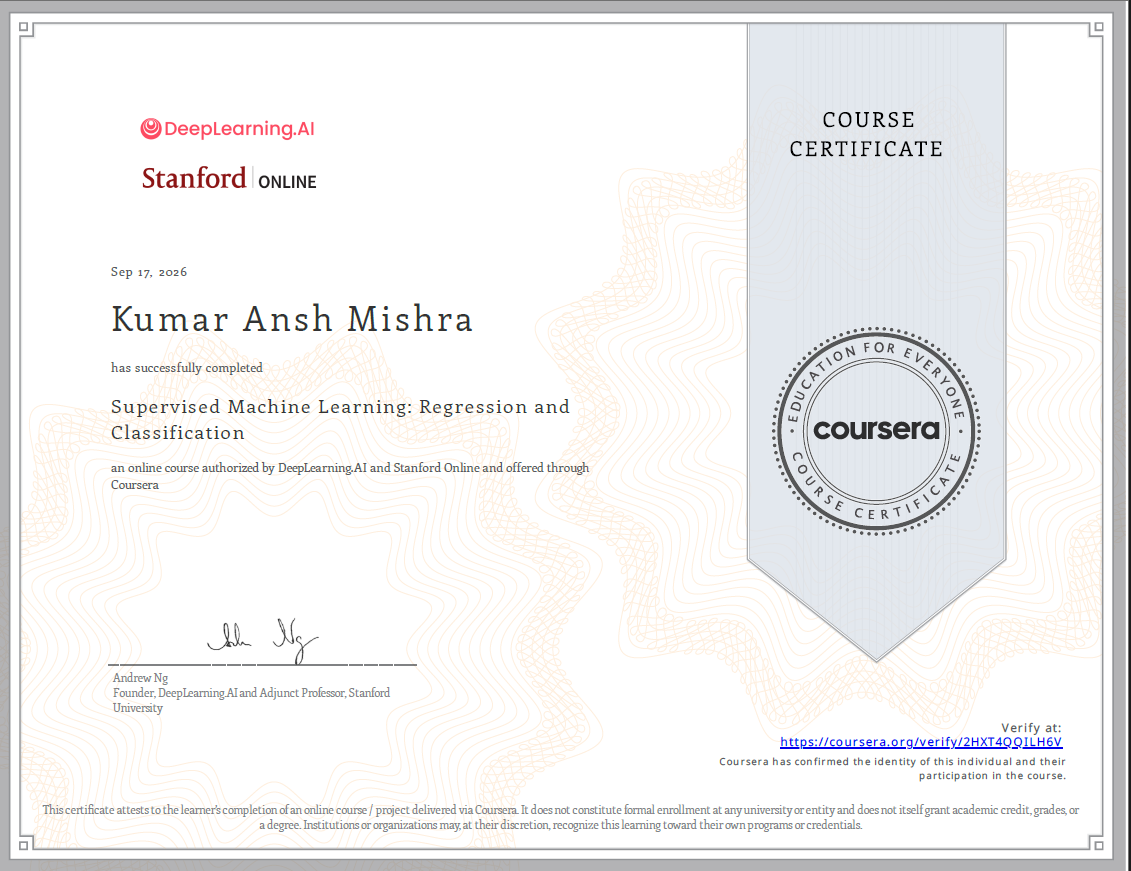 DeepLearning.AI
Stanford | ONLINE
COURSE
CERTIFICATE
Sep 17, 2026
Kumar Ansh Mishra
has successfully completed
Supervised Machine Learning: Regression and
Classification
an online course authorized by DeepLearning.AI and Stanford Online and offered through
Coursera
EDUCATION FOR EVERYONE
coursera
COURSE CERTIFICATE
Andrew Ng
Founder, DeepLearning.AI and Adjunct Professor, Stanford
University
Verify at:
https://coursera.org/verify/2HXT4QQILH6V
Coursera has confirmed the identity of this individual and their
participation in the course.
This certificate attests to the learner's completion of an online course / project delivered via Coursera. It does not constitute formal enrollment at any university or entity and does not itself grant academic credit, grades, or
a degree. Institutions or organizations may, at their discretion, recognize this learning toward their own programs or credentials.